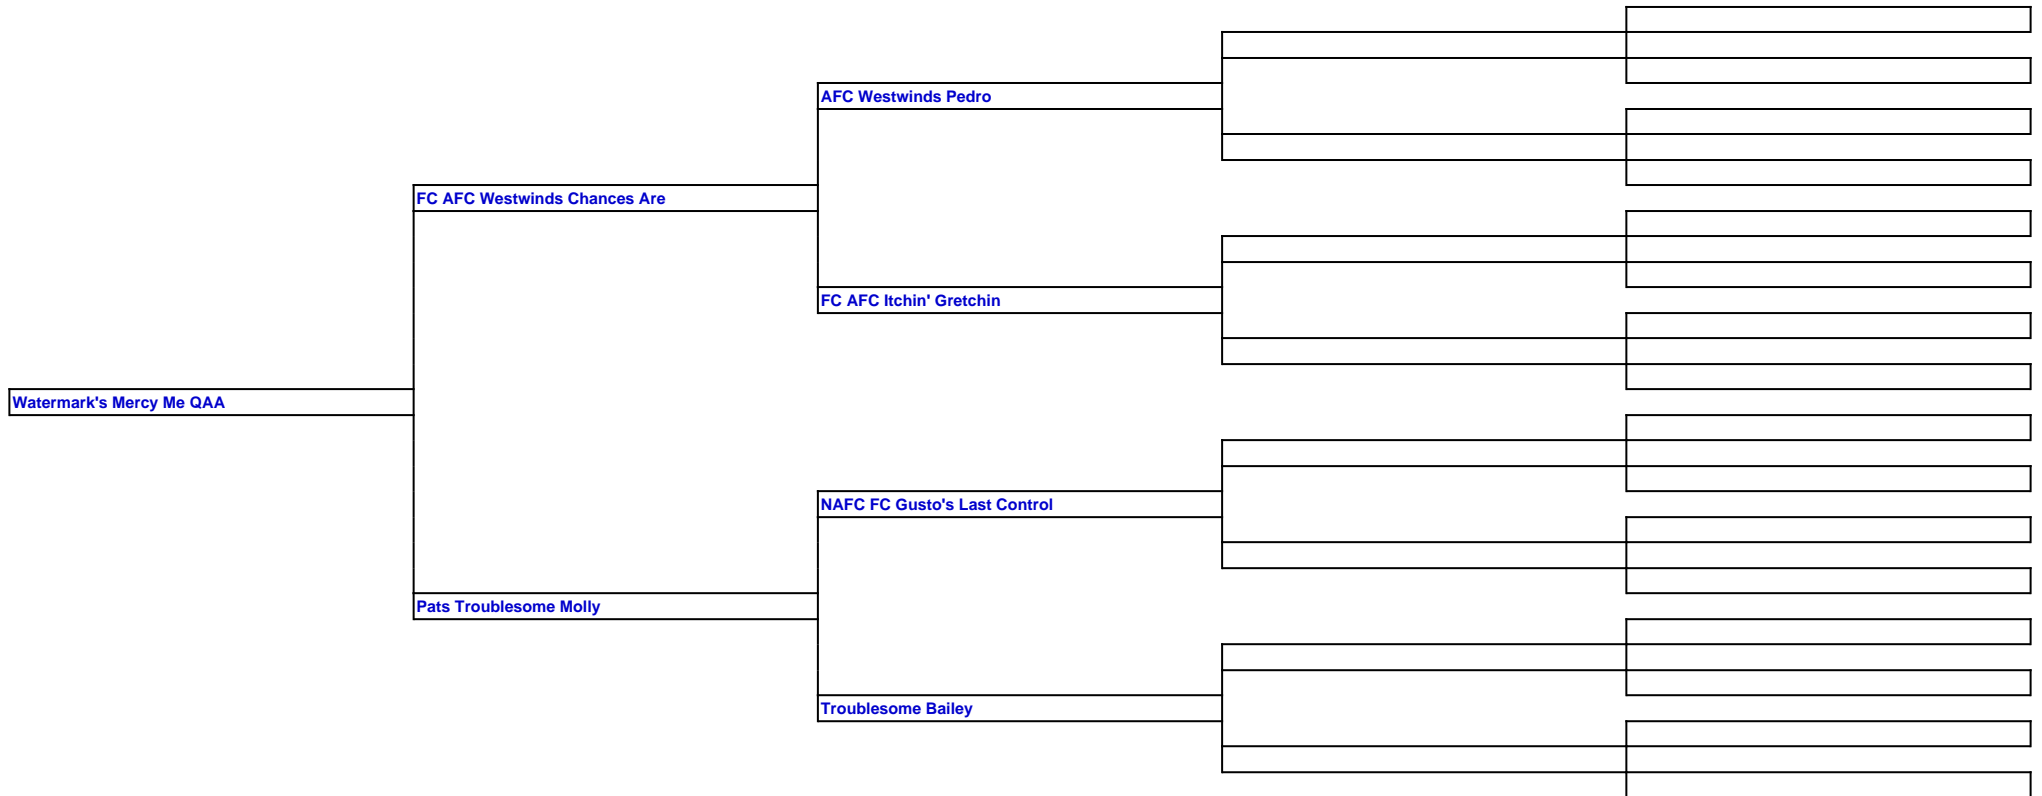 AFC Westwinds Pedro
FC AFC Westwinds Chances Are
FC AFC Itchin' Gretchin
Watermark's Mercy Me QAA
NAFC FC Gusto's Last Control
Pats Troublesome Molly
Troublesome Bailey